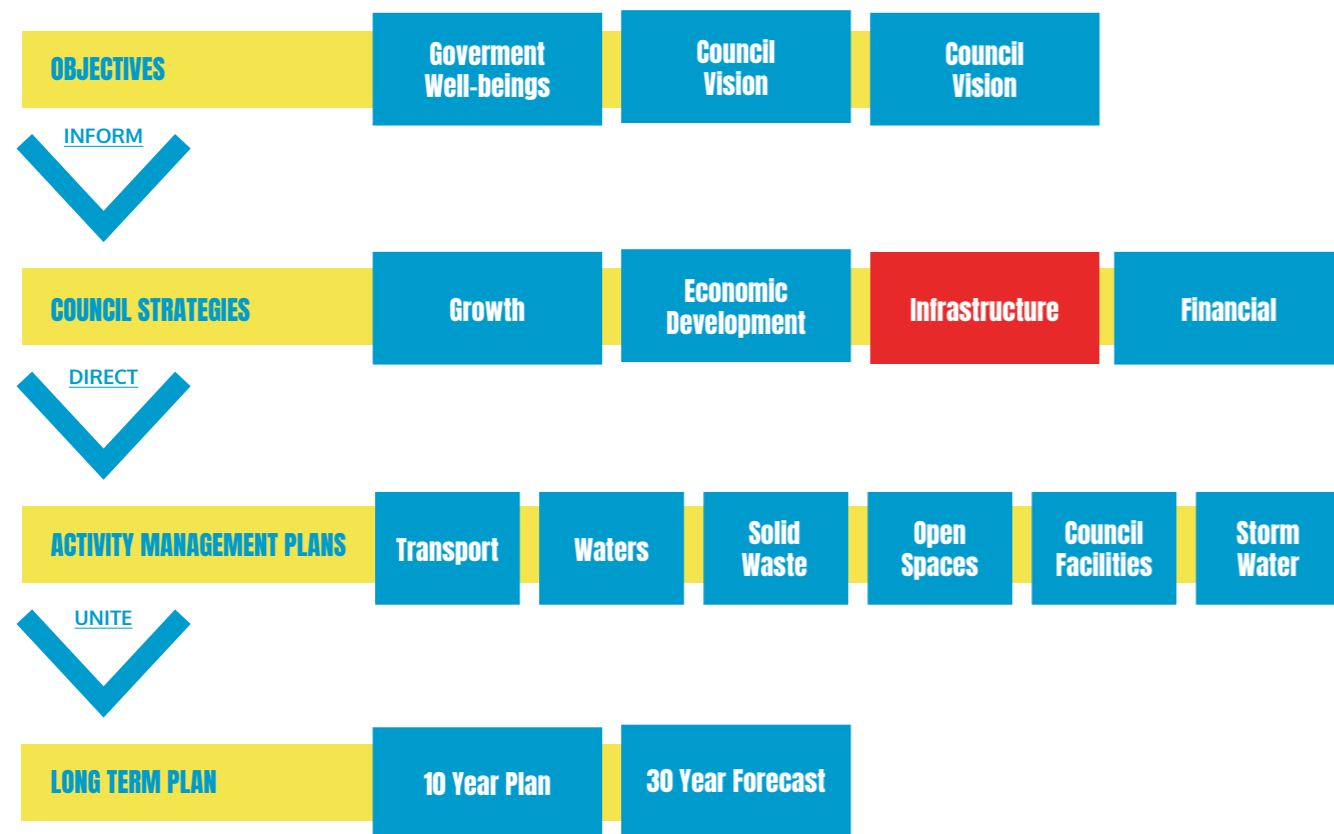 OBJECTIVES
Goverment
Well-beings
Council
Vision
Council
Vision
INFORM
COUNCIL STRATEGIES
Growth
Economic
Development
Infrastructure
Financial
DIRECT
ACTIVITY MANAGEMENT PLANS
Transport
Waters
Solid
Waste
Open
Spaces
Council
Facilities
Storm
Water
UNITE
LONG TERM PLAN
10 Year Plan
30 Year Forecast